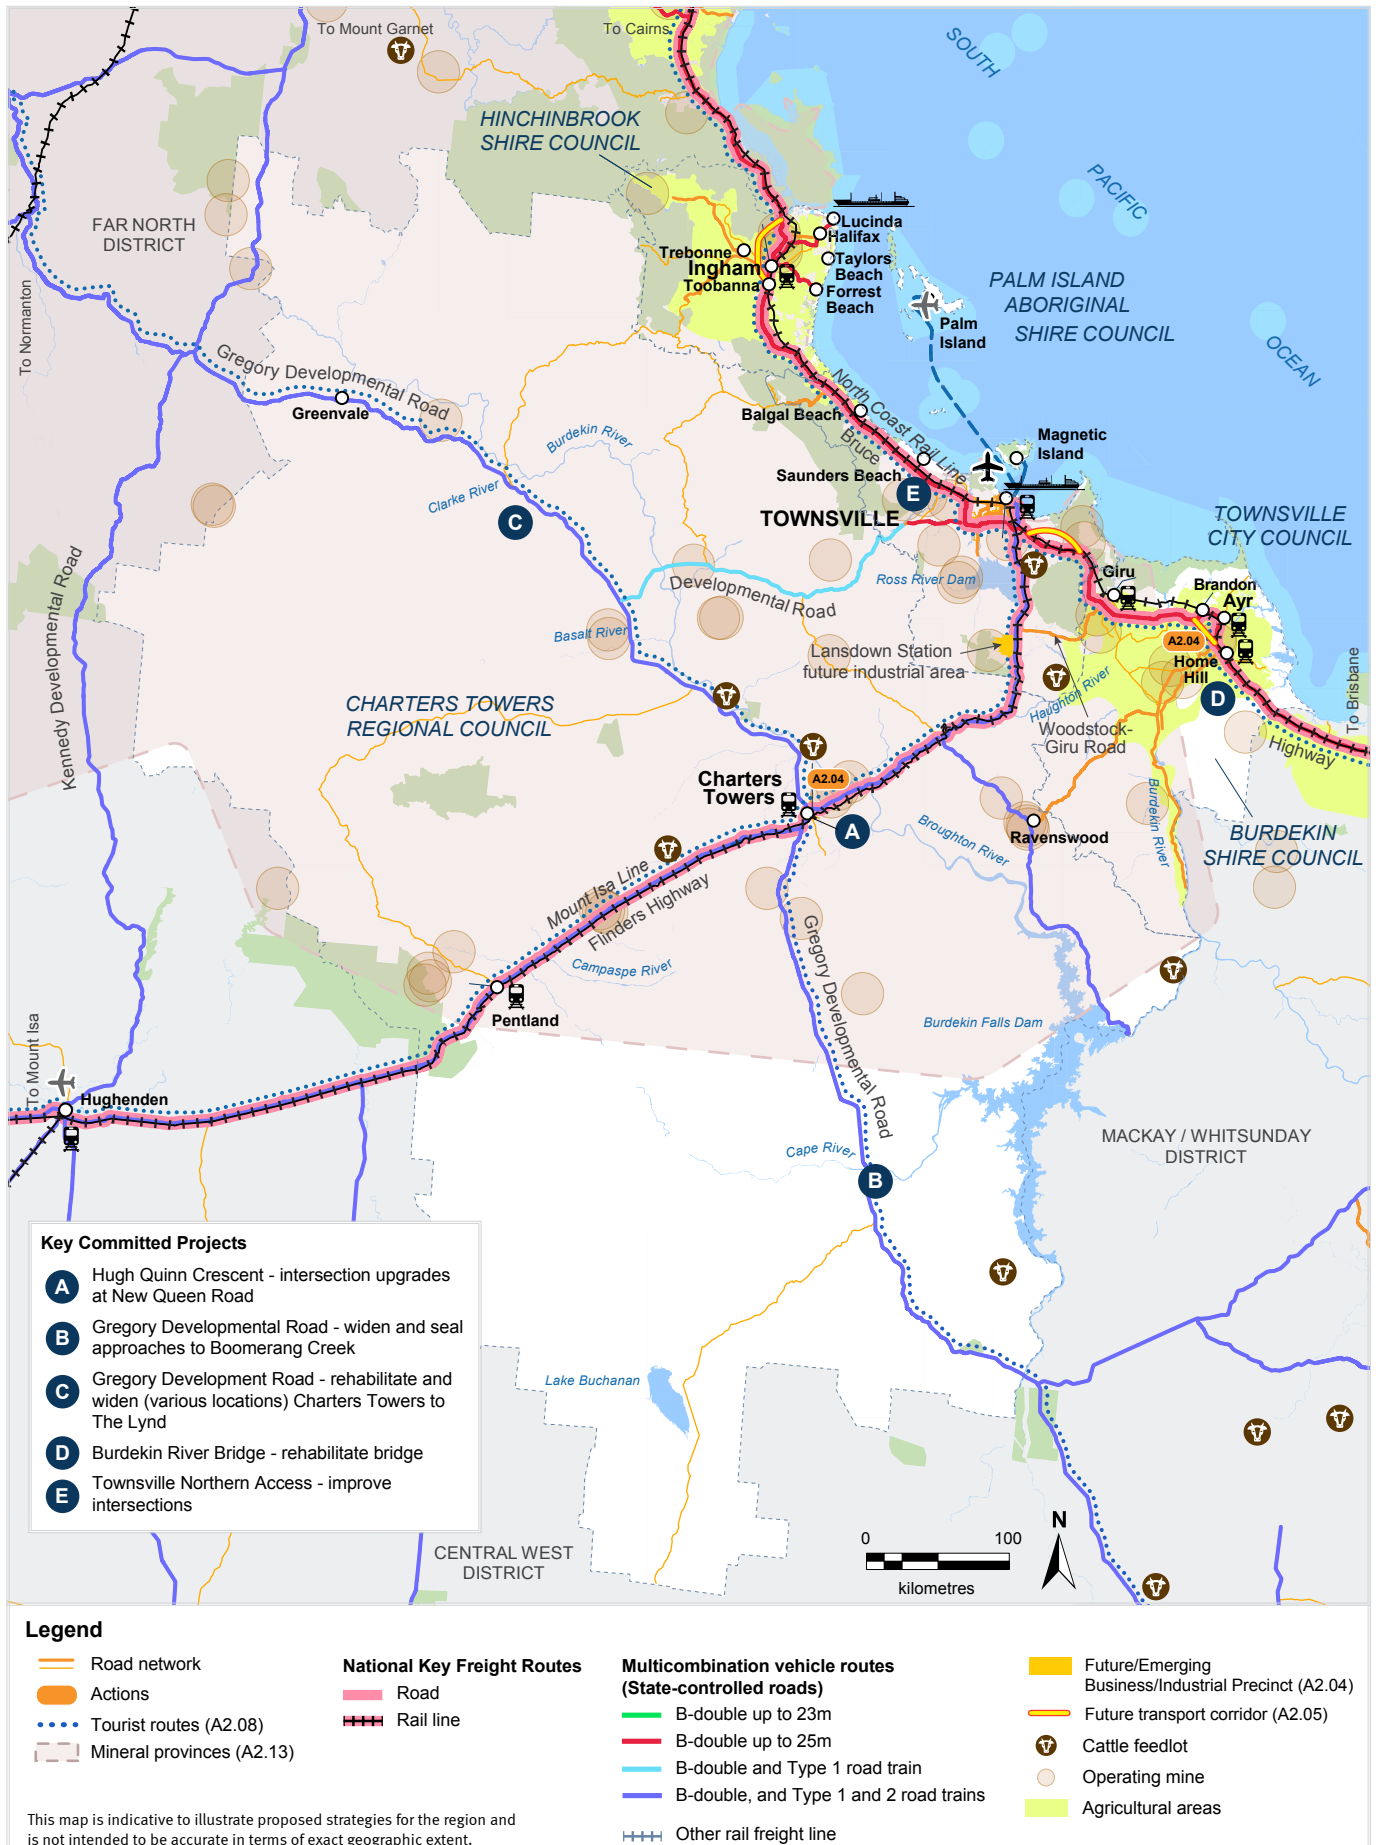 To Mount Garnet
To Cairns
SOUTH
PACIFIC
OCEAN
HINCHINBROOK
SHIRE COUNCIL
FAR NORTH
DISTRICT
To Normanton
Lucinda
Halifax
Trebonne
Ingham
Toobanna
Taylors
Beach
Forrest
Beach
PALM ISLAND
ABORIGINAL
SHIRE COUNCIL
Palm
Island
Gregory Developmental Road
Greenvale
North Coast Rail Line
Balgal Beach
Bruce
Burdekin River
Magnetic
Island
Saunders Beach
Clarke River
E
C
TOWNSVILLE
TOWNSVILLE
CITY COUNCIL
Kennedy Developmental Road
Ross River Dam
Developmental Road
Giru
Brandon
Ayr
Basalt River
A2.04
Lansdown Station
future industrial area
Home
Hill
To Brisbane
D
Haughton River
CHARTERS TOWERS
REGIONAL COUNCIL
Woodstock-
Giru Road
Highway
Charters
Towers
A2.04
A
Burdekin River
Broughton River
Ravenswood
BURDEKIN
SHIRE COUNCIL
Mount Isa Line
Flinders Highway
Gregory Developmental Road
Campaspe River
Pentland
Burdekin Falls Dam
To Mount Isa
Hughenden
MACKAY / WHITSUNDAY
DISTRICT
Cape River
B
Key Committed Projects
A Hugh Quinn Crescent - intersection upgrades
at New Queen Road
B Gregory Developmental Road - widen and seal
approaches to Boomerang Creek
C Gregory Development Road - rehabilitate and
widen (various locations) Charters Towers to
The Lynd
D Burdekin River Bridge - rehabilitate bridge
E Townsville Northern Access - improve
intersections
Lake Buchanan
CENTRAL WEST
DISTRICT
0 100
kilometres
N
Legend
Road network
Actions
Tourist routes (A2.08)
Mineral provinces (A2.13)
National Key Freight Routes
Road
Rail line
Multicombination vehicle routes
(State-controlled roads)
B-double up to 23m
B-double up to 25m
B-double and Type 1 road train
B-double, and Type 1 and 2 road trains
Other rail freight line
Future/Emerging
Business/Industrial Precinct (A2.04)
Future transport corridor (A2.05)
Cattle feedlot
Operating mine
Agricultural areas
This map is indicative to illustrate proposed strategies for the region and
is not intended to be accurate in terms of exact geographic extent.